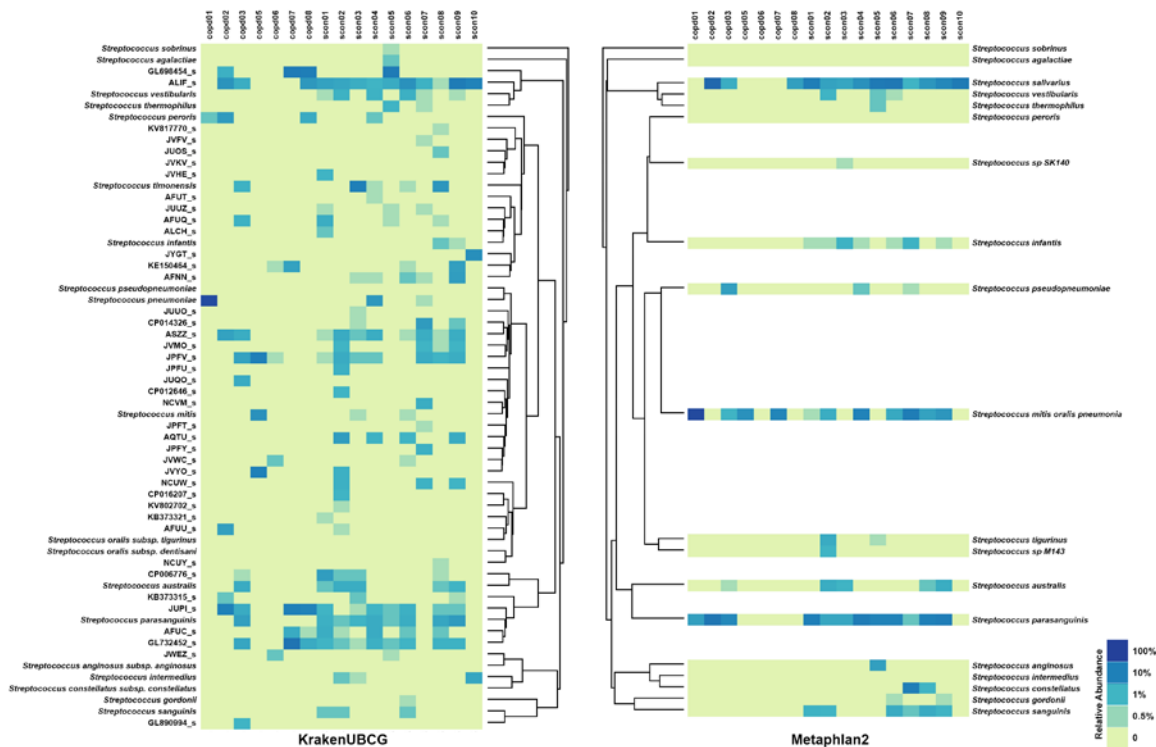 copd01 copd02 copd03 copd05 copd06 copd07 copd08 scon01 scon02 scon03 scon04 scon05 scon06 scon07 scon08 scon09 scon10
Streptococcus sobrinus
Streptococcus agalactiae
GL698454_s
ALIF_s
Streptococcus vestibularis
Streptococcus thermophilus
Streptococcus peroris
KV817770_s
JVFV_s
JUOS_s
JVKV_s
JVHE_s
Streptococcus timonensis
AFUT_s
JUUZ_s
AFUQ_s
ALCH_s
Streptococcus infantis
JYGT_s
KE150464_s
AFNN_s
Streptococcus pseudopneumoniae
Streptococcus pneumoniae
JUUO_s
CP014326_s
ASZZ_s
JVMO_s
JPFV_s
JPFU_s
JUQO_s
CP012646_s
NCVM_s
Streptococcus mitis
JPFT_s
AQTU_s
JPFY_s
JVWC_s
JVYO_s
NCUW_s
CP016207_s
KV802702_s
KB373321_s
AFUU_s
Streptococcus oralis subsp. tigurinus
Streptococcus oralis subsp. dentisani
NCUY_s
CP006776_s
Streptococcus australis
KB373315_s
JUPI_s
Streptococcus parasanguinis
AFUC_s
GL732452_s
JWEZ_s
Streptococcus anginosus subsp. anginosus
Streptococcus intermedius
Streptococcus constellatus subsp. constellatus
Streptococcus gordonii
Streptococcus sanguinis
GL890994_s
KrakenUBCG
copd01 copd02 copd03 copd05 copd06 copd07 copd08 scon01 scon02 scon03 scon04 scon05 scon06 scon07 scon08 scon09 scon10
Streptococcus sobrinus
Streptococcus agalactiae
Streptococcus salivarius
Streptococcus vestibularis
Streptococcus thermophilus
Streptococcus peroris
Streptococcus sp SK140
Streptococcus infantis
Streptococcus pseudopneumoniae
Streptococcus mitis oralis pneumonia
Streptococcus tigurinus
Streptococcus sp M143
Streptococcus australis
Streptococcus parasanguinis
Streptococcus anginosus
Streptococcus intermedius
Streptococcus constellatus
Streptococcus gordonii
Streptococcus sanguinis
Metaphlan2
Relative Abundance
100%
10%
1%
0.5%
0